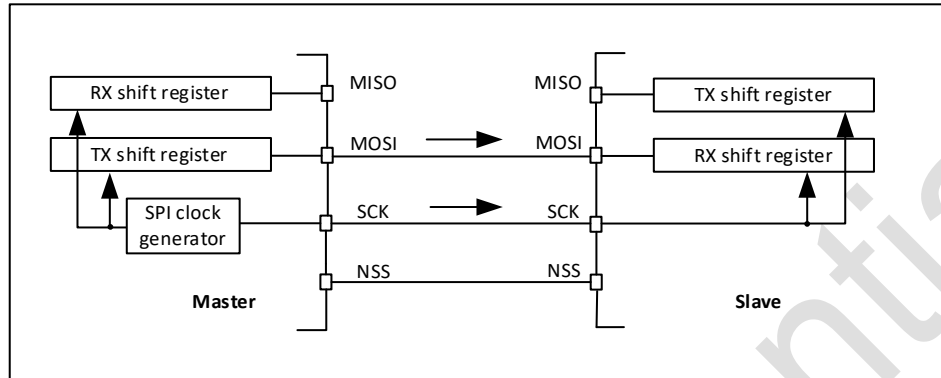 RX shift register
MISO
MISO
TX shift register
TX shift register
MOSI
MOSI
RX shift register
SPI clock
generator
SCK
SCK
NSS
NSS
Master
Slave